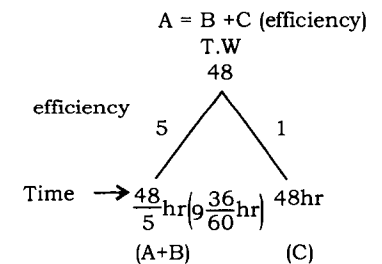 A = B +C (efficiency)
T.W
48
efficiency
5 1
Time → 48/5 hr(9 36/60 hr) 48hr
(A+B) (C)